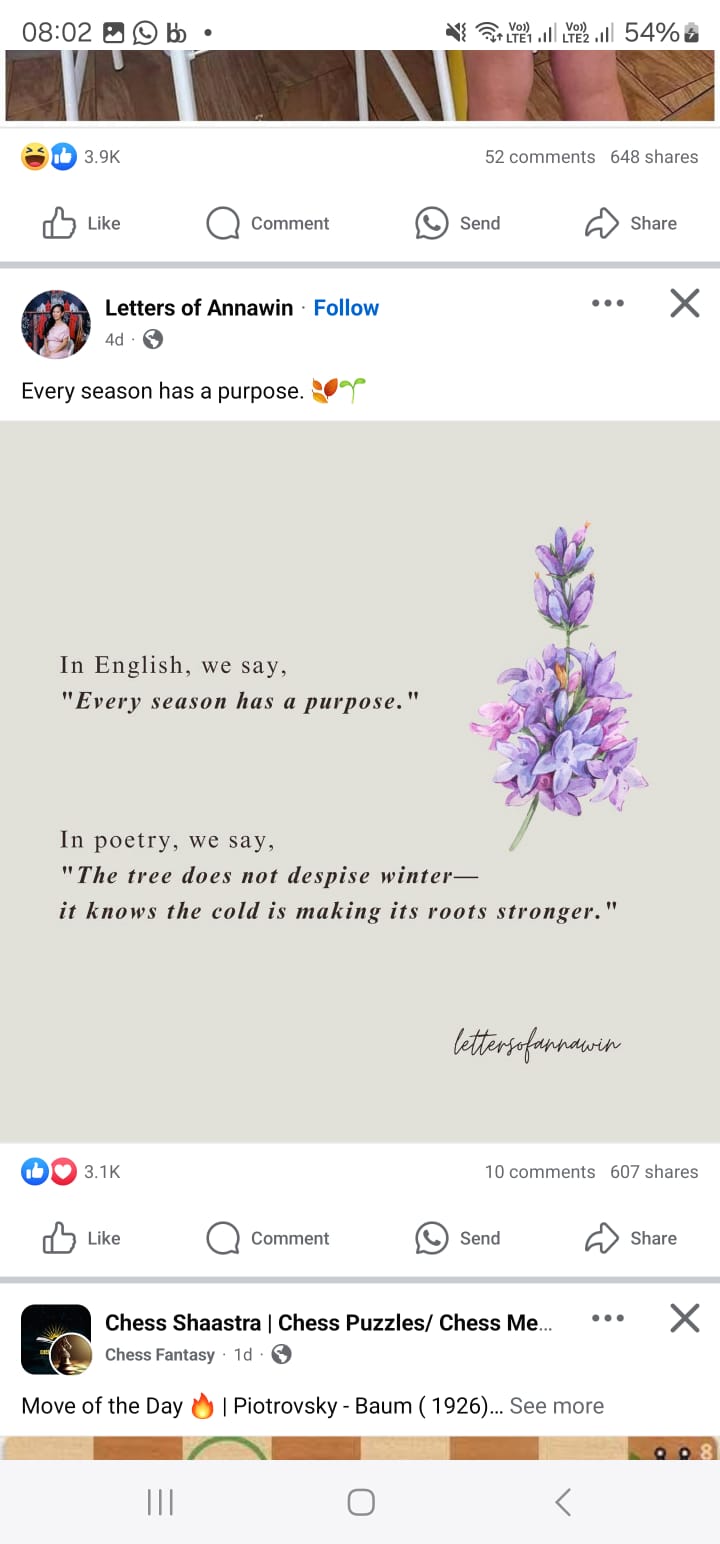 08:02
Vo)) LTE1 Vo)) LTE2 54%
3.9K 52 comments 648 shares
Like Comment Send Share
Letters of Annawin · Follow
4d ·
Every season has a purpose.
In English, we say,
"Every season has a purpose."
In poetry, we say,
"The tree does not despise winter—
it knows the cold is making its roots stronger."
lettersofannawin
3.1K 10 comments 607 shares
Like Comment Send Share
Chess Shaastra | Chess Puzzles/ Chess Me...
Chess Fantasy · 1d ·
Move of the Day 🔥 | Piotrovsky - Baum ( 1926)... See more
8